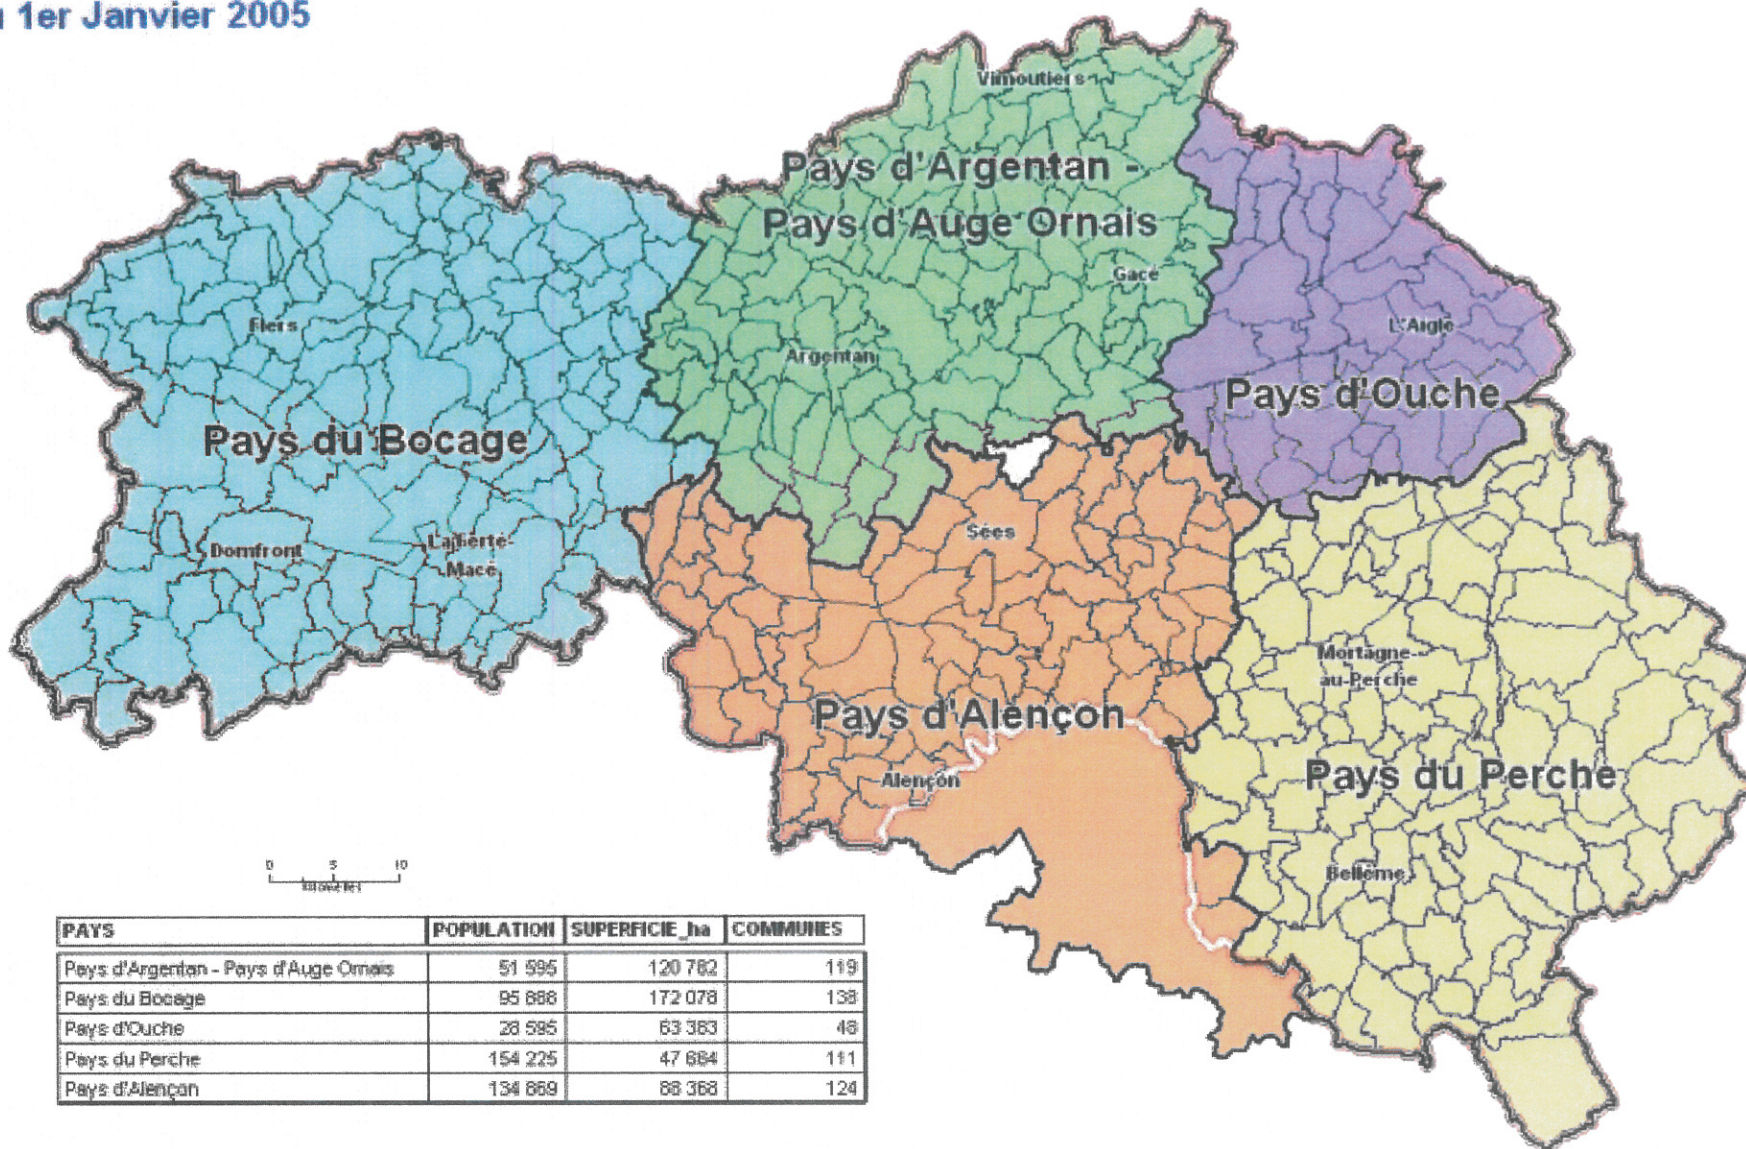 1er Janvier 2005
Vimoutiers
Pays d'Argentan -
Pays d'Auge Ornais
Gacé
Flers
Argentan
L'Aigle
Pays d'Ouche
Pays du Bocage
Sées
Domfront
La Ferté-
Macé
Mortagne-
au-Perche
Pays d'Alençon
Alençon
Pays du Perche
Bellême
0 5 10
PAYS POPULATION SUPERFICIE_ha COMMUNES
Pays d'Argentan - Pays d'Auge Ornais 51 595 120 782 119
Pays du Bocage 95 888 172 078 138
Pays d'Ouche 28 595 63 383 48
Pays du Perche 154 225 47 684 111
Pays d'Alençon 134 869 88 368 124